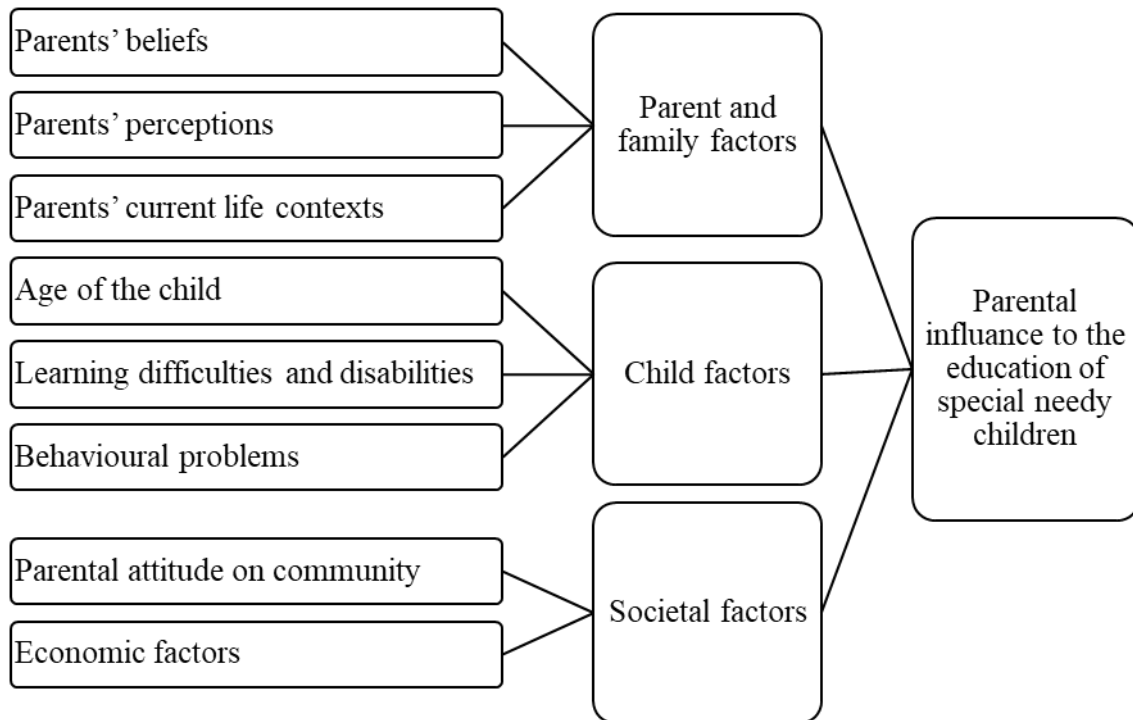 Parents’ beliefs
Parents’ perceptions
Parents’ current life contexts
Age of the child
Learning difficulties and disabilities
Behavioural problems
Parental attitude on community
Economic factors
Parent and
family factors
Child factors
Societal factors
Parental
influance to the
education of
special needy
children